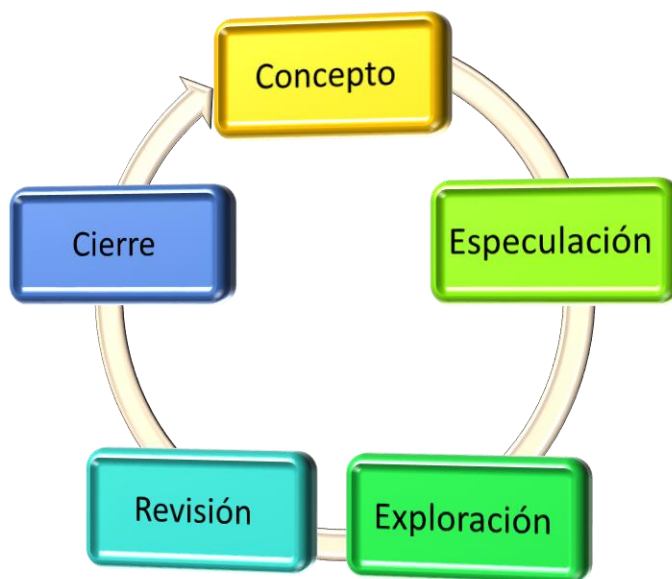 Concepto
Especulación
Exploración
Revisión
Cierre